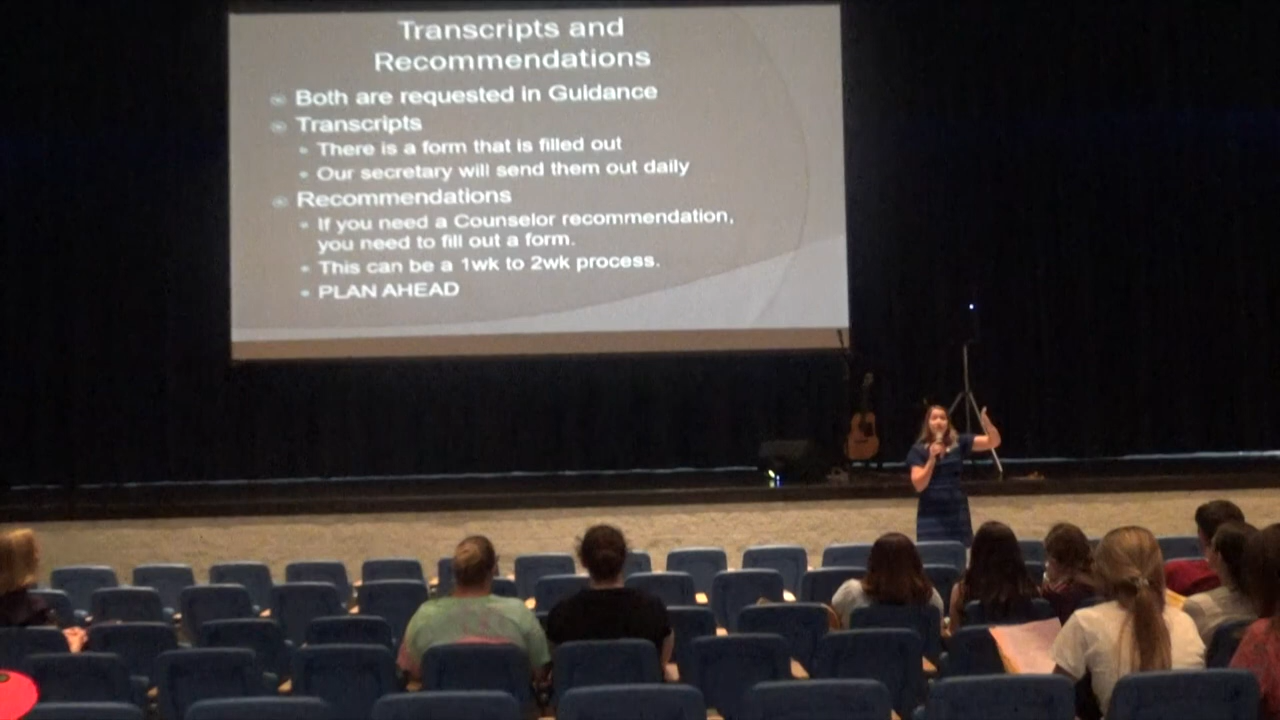 Transcripts and
Recommendations
Both are requested in Guidance
Transcripts
There is a form that is filled out
Our secretary will send them out daily
Recommendations
If you need a Counselor recommendation,
you need to fill out a form.
This can be a 1wk to 2wk process.
PLAN AHEAD